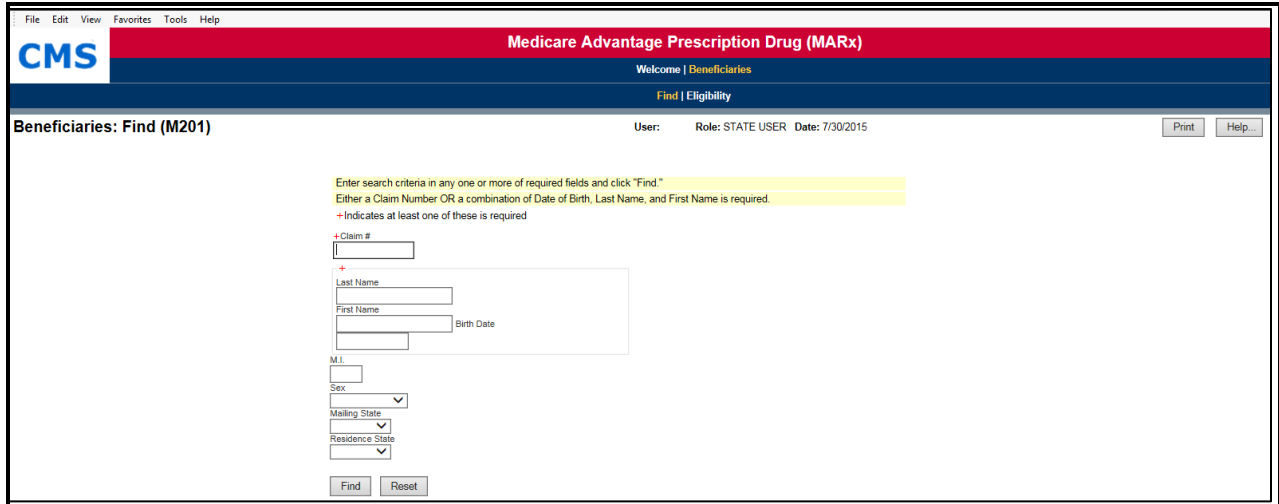 File Edit View Favorites Tools Help
CMS
Medicare Advantage Prescription Drug (MARx)
Welcome | Beneficiaries
Find | Eligibility
Beneficiaries: Find (M201)
User: Role: STATE USER Date: 7/30/2015
Print Help...
Enter search criteria in any one or more of required fields and click "Find."
Either a Claim Number OR a combination of Date of Birth, Last Name, and First Name is required.
+Indicates at least one of these is required
+Claim #
+
Last Name
First Name
Birth Date
M.I.
Sex
Mailing State
Residence State
Find Reset